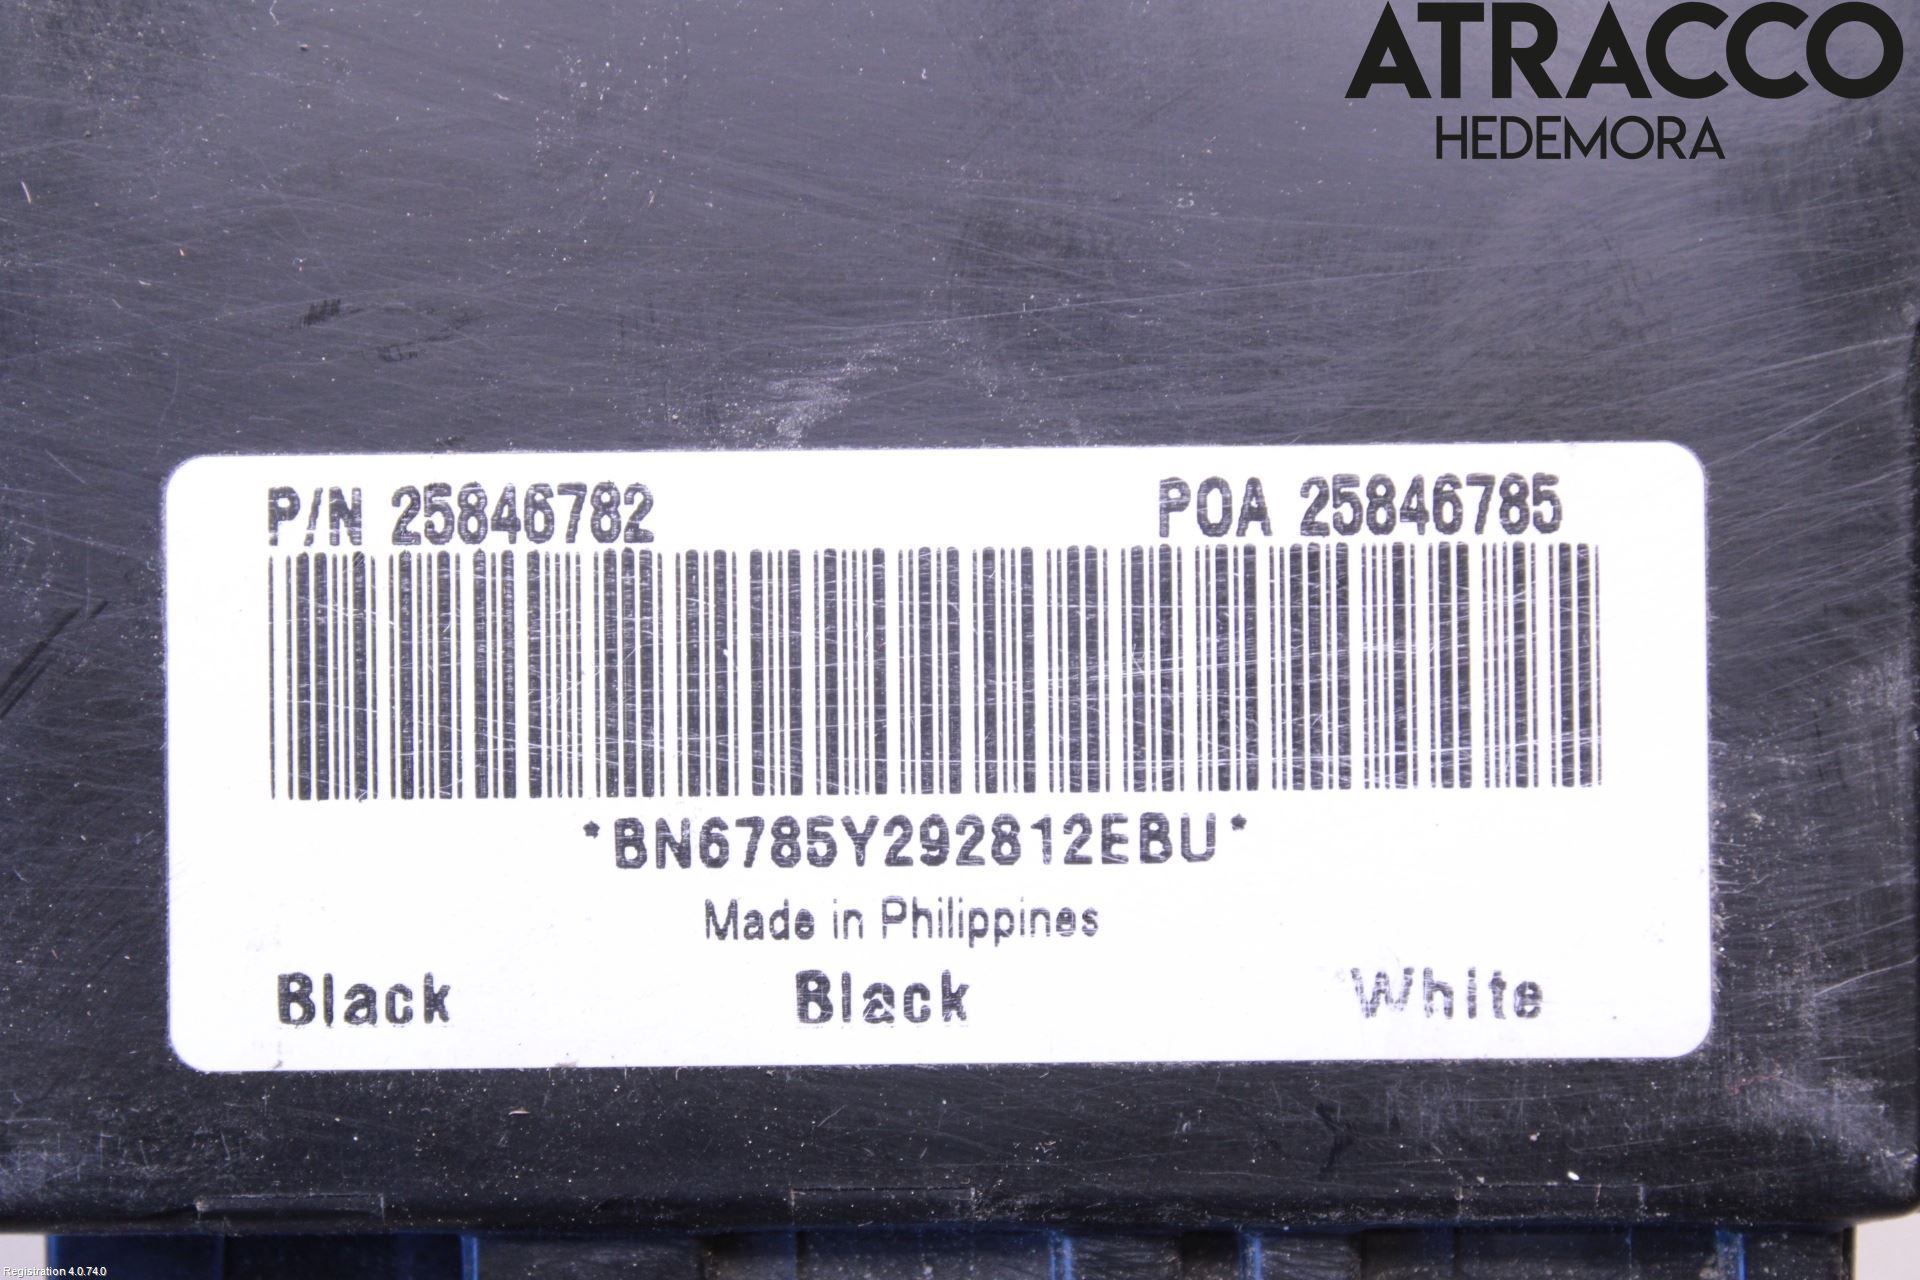 ATRACCO
HEDEMORA
P/N 25846782 POA 25846785
*BN6785Y292812EBU*
Made in Philippines
Black Black White
Registration 4.0.74.0